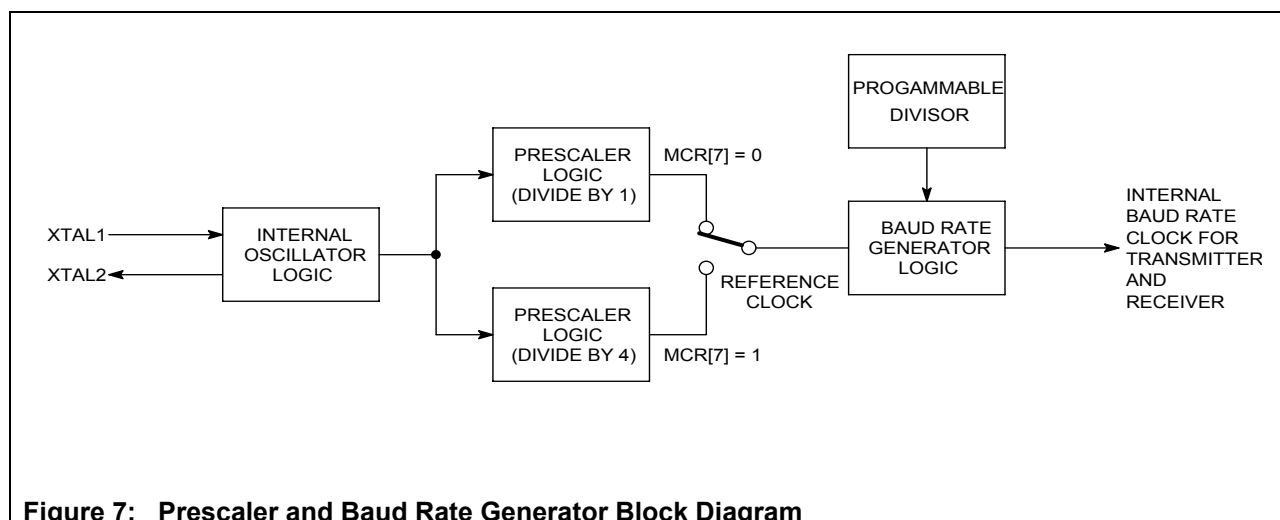 PROGAMMABLE
DIVISOR
PRESCALER
LOGIC
(DIVIDE BY 1)
MCR[7] = 0
XTAL1
XTAL2
INTERNAL
OSCILLATOR
LOGIC
BAUD RATE
GENERATOR
LOGIC
INTERNAL
BAUD RATE
CLOCK FOR
TRANSMITTER
AND
RECEIVER
REFERENCE
CLOCK
PRESCALER
LOGIC
(DIVIDE BY 4)
MCR[7] = 1
Figure 7: Prescaler and Baud Rate Generator Block Diagram